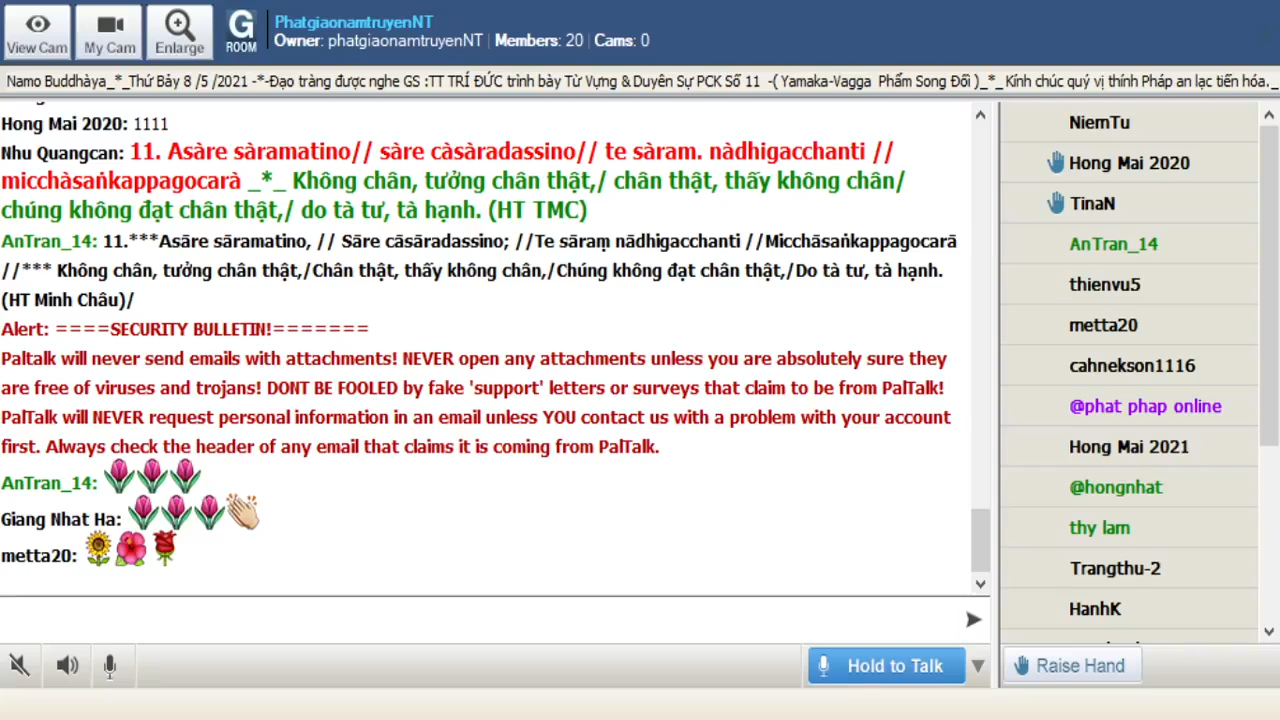 View Cam
My Cam
Enlarge
G
ROOM
PhatgiaonamtruyenNT
Owner: phatgiaonamtruyenNT | Members: 20 | Cams: 0
Namo Buddhàya_*_Thứ Bảy 8 /5 /2021 -*-Đạo tràng được nghe GS :TT TRÍ ĐỨC trình bày Từ Vựng & Duyên Sự PCK Số 11 -( Yamaka-Vagga Phẩm Song Đối )_*_ Kính chúc quý vị thính Pháp an lạc tiến hóa._
Hong Mai 2020: 1111
Nhu Quangcan: 11. Asàre sàramatino// sàre càsàradassino// te sàram. nàdhigacchanti //
micchàsaṅkappagocarà _*_ Không chân, tưởng chân thật,/ chân thật, thấy không chân/
chúng không đạt chân thật,/ do tà tư, tà hạnh. (HT TMC)
AnTran_14: 11.***Asāre sāramatino, // Sāre cāsāradassino; //Te sāraṃ nādhigacchanti //Micchāsaṅkappagocarā
//*** Không chân, tưởng chân thật,/Chân thật, thấy không chân,/Chúng không đạt chân thật,/Do tà tư, tà hạnh.
(HT Minh Châu)/
Alert: ====SECURITY BULLETIN!=======
Paltalk will never send emails with attachments! NEVER open any attachments unless you are absolutely sure they
are free of viruses and trojans! DONT BE FOOLED by fake 'support' letters or surveys that claim to be from PalTalk!
PalTalk will NEVER request personal information in an email unless YOU contact us with a problem with your account
first. Always check the header of any email that claims it is coming from PalTalk.
AnTran_14:
Giang Nhat Ha:
metta20:
NiemTu
Hong Mai 2020
TinaN
AnTran_14
thienvu5
metta20
cahnekson1116
@phat phap online
Hong Mai 2021
@hongnhat
thy lam
Trangthu-2
HanhK
Hold to Talk
Raise Hand